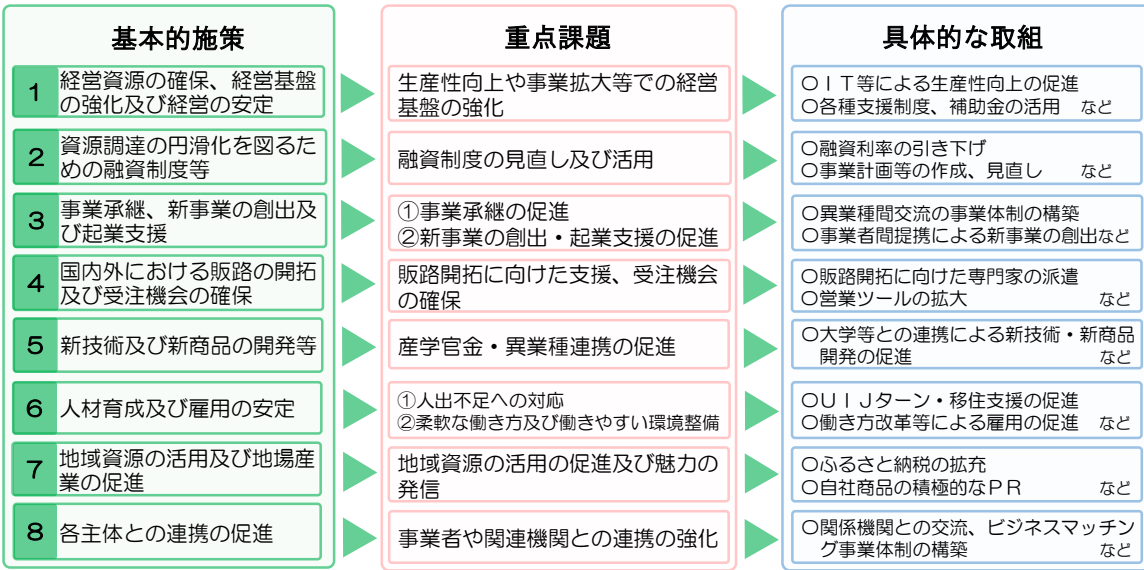 基本的施策
重点課題
具体的な取組
1
経営資源の確保、経営基盤
の強化及び経営の安定
生産性向上や事業拡大等での経営
基盤の強化
〇ＩＴ等による生産性向上の促進
〇各種支援制度、補助金の活用 など
2
資源調達の円滑化を図るた
めの融資制度等
融資制度の見直し及び活用
〇融資利率の引き下げ
〇事業計画等の作成、見直し など
3
事業承継、新事業の創出及
び起業支援
①事業承継の促進
②新事業の創出・起業支援の促進
〇異業種間交流の事業体制の構築
〇事業者間提携による新事業の創出など
4
国内外における販路の開拓
及び受注機会の確保
販路開拓に向けた支援、受注機会
の確保
〇販路開拓に向けた専門家の派遣
〇営業ツールの拡大 など
5
新技術及び新商品の開発等
産学官金・異業種連携の促進
〇大学等との連携による新技術・新商品
開発の促進 など
6
人材育成及び雇用の安定
①人出不足への対応
②柔軟な働き方及び働きやすい環境整備
〇ＵＩＪターン・移住支援の促進
〇働き方改革等による雇用の促進 など
7
地域資源の活用及び地場産
業の促進
地域資源の活用の促進及び魅力の
発信
〇ふるさと納税の拡充
〇自社商品の積極的なＰＲ など
8
各主体との連携の促進
事業者や関連機関との連携の強化
〇関係機関との交流、ビジネスマッチン
グ事業体制の構築 など